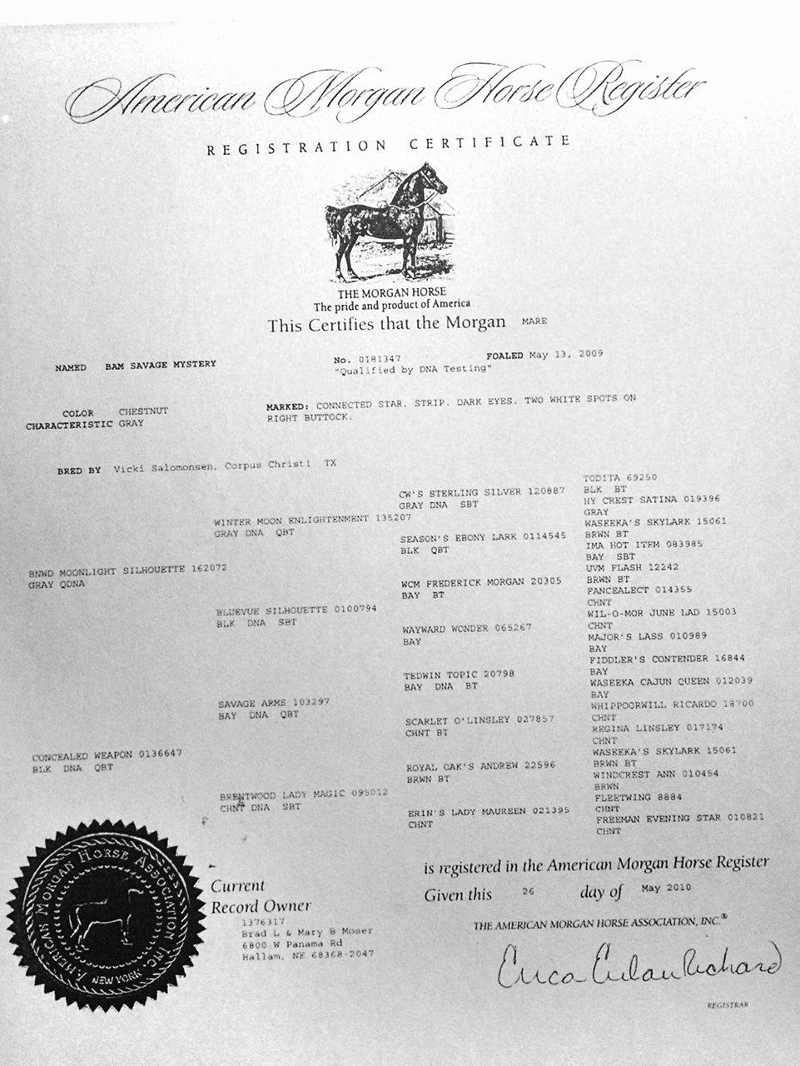 American Morgan Horse Register
REGISTRATION CERTIFICATE
THE MORGAN HORSE
The pride and product of America
This Certifies that the Morgan MARE
NAMED BAM SAVAGE MYSTERY No. 0181347 FOALED May 13, 2009
"Qualified by DNA Testing"
COLOR CHESTNUT MARKED: CONNECTED STAR, STRIP. DARK EYES. TWO WHITE SPOTS ON
CHARACTERISTIC GRAY RIGHT BUTTOCK.
BRED BY Vicki Salomonsen, Corpus Christi TX
BNWD MOONLIGHT SILHOUETTE 162072
GRAY QDNA
CONCEALED WEAPON 0136647
BLK DNA QBT
WINTER MOON ENLIGHTENMENT 135207
GRAY DNA QBT
BLUEVUE SILHOUETTE 0100794
BLK DNA SBT
SAVAGE ARMS 103297
BAY DNA QBT
BRENTWOOD LADY MAGIC 095012
CHNT DNA SBT
CW'S STERLING SILVER 120887
GRAY DNA SBT
SEASON'S EBONY LARK 0114545
BLK QBT
WCM FREDERICK MORGAN 20305
BAY BT
WAYWARD WONDER 065267
BAY
TEDWIN TOPIC 20798
BAY DNA BT
SCARLET O'LINSLEY 027857
CHNT BT
ROYAL OAK'S ANDREW 22596
BRWN BT
ERIN'S LADY MAUREEN 021395
CHNT
TODITA 69250
BLK BT
HY CREST SATINA 019396
GRAY
WASEEKA'S SKYLARK 15061
BRWN BT
IMA HOT ITEM 083985
BAY SBT
UVM FLASH 12242
BRWN BT
FANCEALECT 014355
CHNT
WIL-O-MOR JUNE LAD 15003
CHNT
MAJOR'S LASS 010989
BAY
FIDDLER'S CONTENDER 16844
BAY
WASEEKA CAJUN QUEEN 012039
BAY
WHIPPOORWILL RICARDO 18700
CHNT
REGINA LINSLEY 017174
CHNT
WASEEKA'S SKYLARK 15061
BRWN BT
WINDCREST ANN 010454
BRWN
FLEETWING 8884
CHNT
FREEMAN EVENING STAR 010821
CHNT
is registered in the American Morgan Horse Register
Given this 26 day of May 2010
THE AMERICAN MORGAN HORSE ASSOCIATION, INC.®
REGISTRAR
Current
Record Owner
1376317
Brad L & Mary B Moser
6800 W Panama Rd
Hallam, NE 68368-2047
AMERICAN MORGAN HORSE ASSOCIATION INC.
NEW YORK